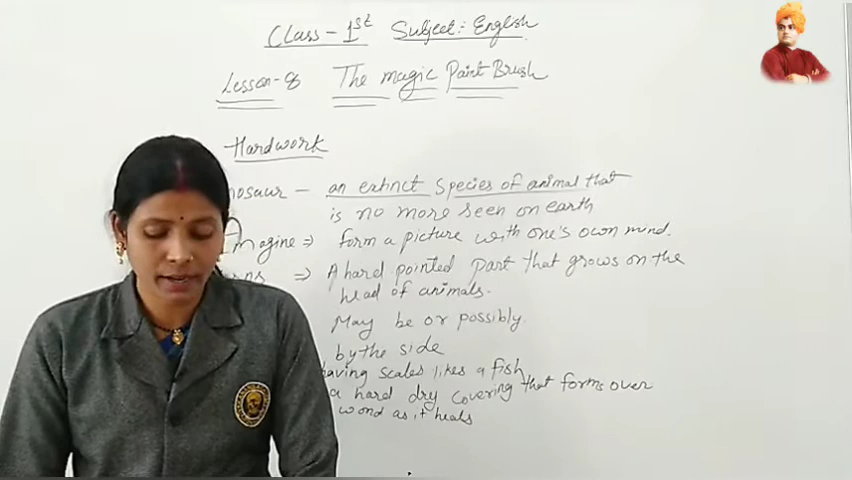 Class - 1st Subject: English
Lesson-8 The magic Paint Brush
Hardwork
nosaur - an extinct Species of animal that
is no more seen on earth
Imagine => form a picture with one's own mind.
=> A hard pointed part that grows on the
head of animals.
May be or possibly.
by the side
having scales likes a fish
a hard dry covering that forms over
wond as it heals